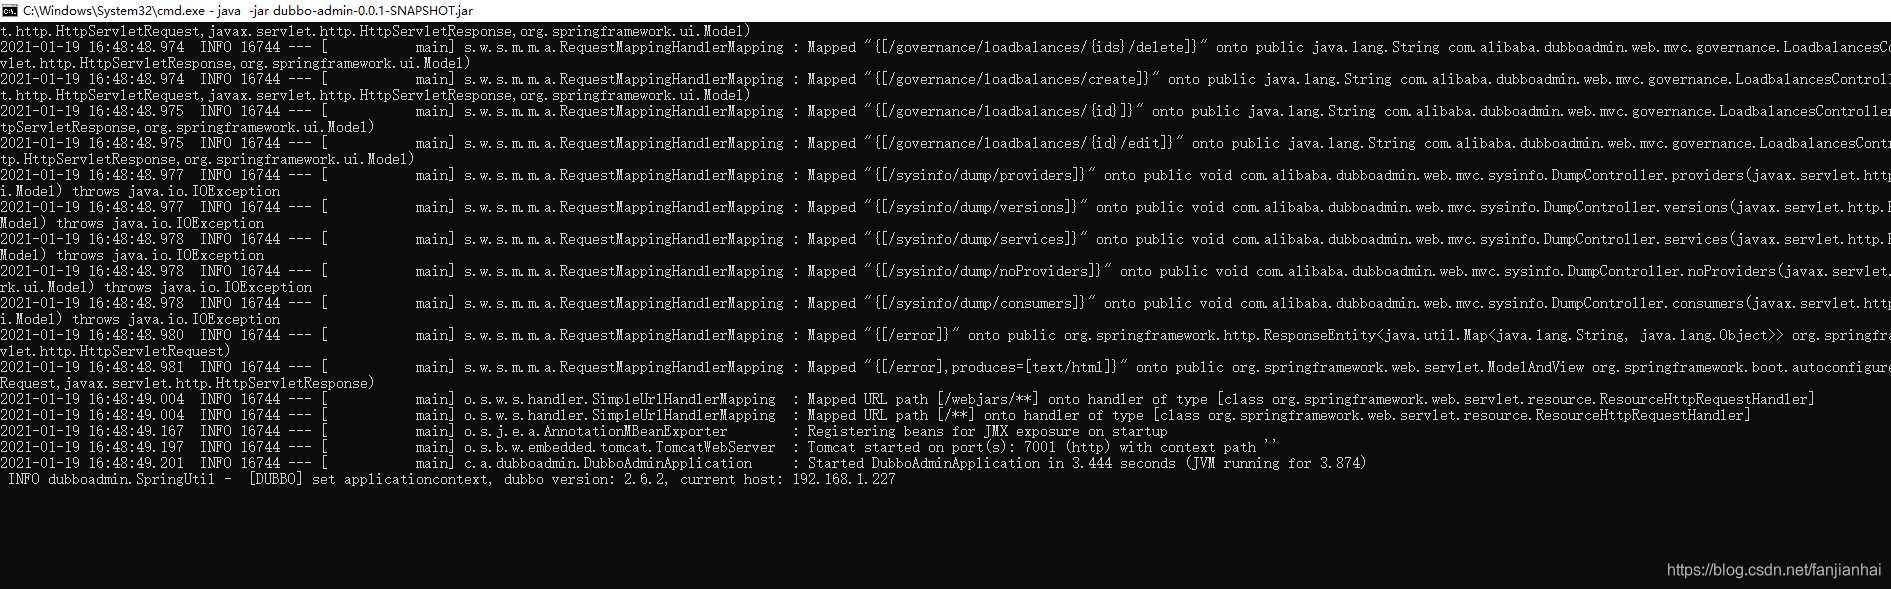 C:\Windows\System32\cmd.exe - java  -jar dubbo-admin-0.0.1-SNAPSHOT.jar
t.http.HttpServletRequest,javax.servlet.http.HttpServletResponse,org.springframework.ui.Model)
2021-01-19 16:48:48.974  INFO 16744 --- [           main] s.w.s.m.m.a.RequestMappingHandlerMapping : Mapped "{[/governance/loadbalances/{ids}/delete]}" onto public java.lang.String com.alibaba.dubboadmin.web.mvc.governance.LoadbalancesC
vlet.http.HttpServletResponse,org.springframework.ui.Model)
2021-01-19 16:48:48.974  INFO 16744 --- [           main] s.w.s.m.m.a.RequestMappingHandlerMapping : Mapped "{[/governance/loadbalances/create]}" onto public java.lang.String com.alibaba.dubboadmin.web.mvc.governance.LoadbalancesControll
t.http.HttpServletRequest,javax.servlet.http.HttpServletResponse,org.springframework.ui.Model)
2021-01-19 16:48:48.975  INFO 16744 --- [           main] s.w.s.m.m.a.RequestMappingHandlerMapping : Mapped "{[/governance/loadbalances/{id}]}" onto public java.lang.String com.alibaba.dubboadmin.web.mvc.governance.LoadbalancesController
tpServletResponse,org.springframework.ui.Model)
2021-01-19 16:48:48.975  INFO 16744 --- [           main] s.w.s.m.m.a.RequestMappingHandlerMapping : Mapped "{[/governance/loadbalances/{id}/edit]}" onto public java.lang.String com.alibaba.dubboadmin.web.mvc.governance.LoadbalancesCont
tp.HttpServletResponse,org.springframework.ui.Model)
2021-01-19 16:48:48.977  INFO 16744 --- [           main] s.w.s.m.m.a.RequestMappingHandlerMapping : Mapped "{[/sysinfo/dump/providers]}" onto public void com.alibaba.dubboadmin.web.mvc.sysinfo.DumpController.providers(javax.servlet.htt
i.Model) throws java.io.IOException
2021-01-19 16:48:48.977  INFO 16744 --- [           main] s.w.s.m.m.a.RequestMappingHandlerMapping : Mapped "{[/sysinfo/dump/versions]}" onto public void com.alibaba.dubboadmin.web.mvc.sysinfo.DumpController.versions(javax.servlet.http.H
Model) throws java.io.IOException
2021-01-19 16:48:48.978  INFO 16744 --- [           main] s.w.s.m.m.a.RequestMappingHandlerMapping : Mapped "{[/sysinfo/dump/services]}" onto public void com.alibaba.dubboadmin.web.mvc.sysinfo.DumpController.services(javax.servlet.http.H
Model) throws java.io.IOException
2021-01-19 16:48:48.978  INFO 16744 --- [           main] s.w.s.m.m.a.RequestMappingHandlerMapping : Mapped "{[/sysinfo/dump/noProviders]}" onto public void com.alibaba.dubboadmin.web.mvc.sysinfo.DumpController.noProviders(javax.servlet.
rk.ui.Model) throws java.io.IOException
2021-01-19 16:48:48.978  INFO 16744 --- [           main] s.w.s.m.m.a.RequestMappingHandlerMapping : Mapped "{[/sysinfo/dump/consumers]}" onto public void com.alibaba.dubboadmin.web.mvc.sysinfo.DumpController.consumers(javax.servlet.htt
i.Model) throws java.io.IOException
2021-01-19 16:48:48.980  INFO 16744 --- [           main] s.w.s.m.m.a.RequestMappingHandlerMapping : Mapped "{[/error]}" onto public org.springframework.http.ResponseEntity<java.util.Map<java.lang.String, java.lang.Object>> org.springfra
vlet.http.HttpServletRequest)
2021-01-19 16:48:48.981  INFO 16744 --- [           main] s.w.s.m.m.a.RequestMappingHandlerMapping : Mapped "{[/error],produces=[text/html]}" onto public org.springframework.web.servlet.ModelAndView org.springframework.boot.autoconfigure
Request,javax.servlet.http.HttpServletResponse)
2021-01-19 16:48:49.004  INFO 16744 --- [           main] o.s.w.s.handler.SimpleUrlHandlerMapping  : Mapped URL path [/webjars/**] onto handler of type [class org.springframework.web.servlet.resource.ResourceHttpRequestHandler]
2021-01-19 16:48:49.004  INFO 16744 --- [           main] o.s.w.s.handler.SimpleUrlHandlerMapping  : Mapped URL path [/**] onto handler of type [class org.springframework.web.servlet.resource.ResourceHttpRequestHandler]
2021-01-19 16:48:49.167  INFO 16744 --- [           main] o.s.j.e.a.AnnotationMBeanExporter        : Registering beans for JMX exposure on startup
2021-01-19 16:48:49.197  INFO 16744 --- [           main] o.s.b.w.embedded.tomcat.TomcatWebServer  : Tomcat started on port(s): 7001 (http) with context path ''
2021-01-19 16:48:49.201  INFO 16744 --- [           main] c.a.dubboadmin.DubboAdminApplication     : Started DubboAdminApplication in 3.444 seconds (JVM running for 3.874)
 INFO dubboadmin.SpringUtil -  [DUBBO] set applicationcontext, dubbo version: 2.6.2, current host: 192.168.1.227
https://blog.csdn.net/fanjianhai